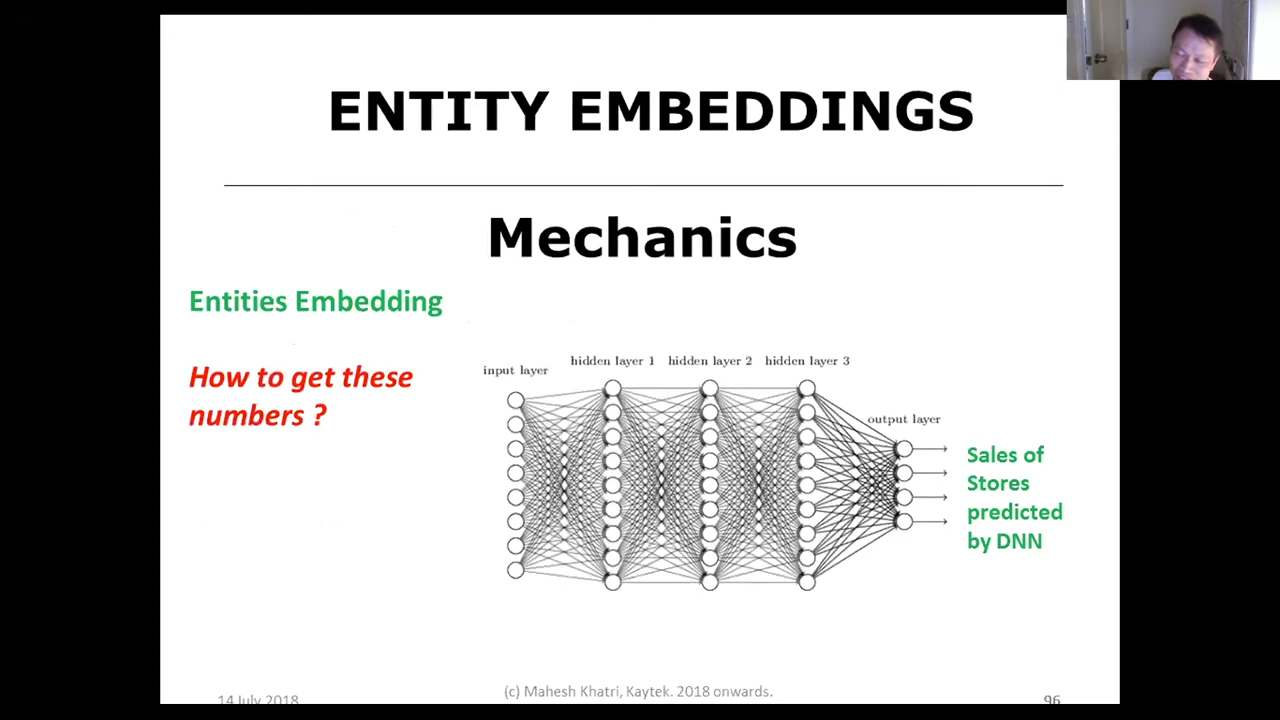 ENTITY EMBEDDINGS
Mechanics
Entities Embedding
How to get these
numbers ?
input layer
hidden layer 1
hidden layer 2
hidden layer 3
output layer
Sales of
Stores
predicted
by DNN
14 July 2018
(c) Mahesh Khatri, Kaytek. 2018 onwards.
96